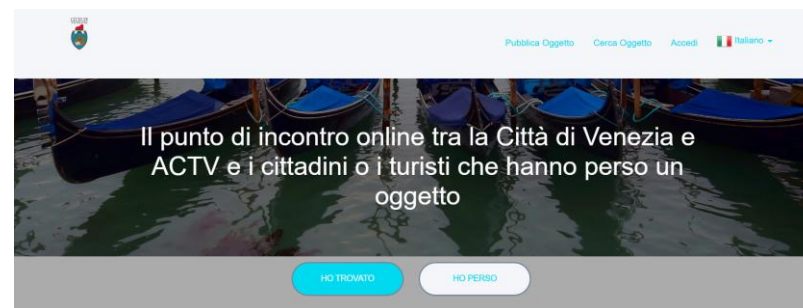 Pubblica Oggetto Cerca Oggetto Accedi Italiano
Il punto di incontro online tra la Città di Venezia e
ACTV e i cittadini o i turisti che hanno perso un
oggetto
HO TROVATO HO PERSO